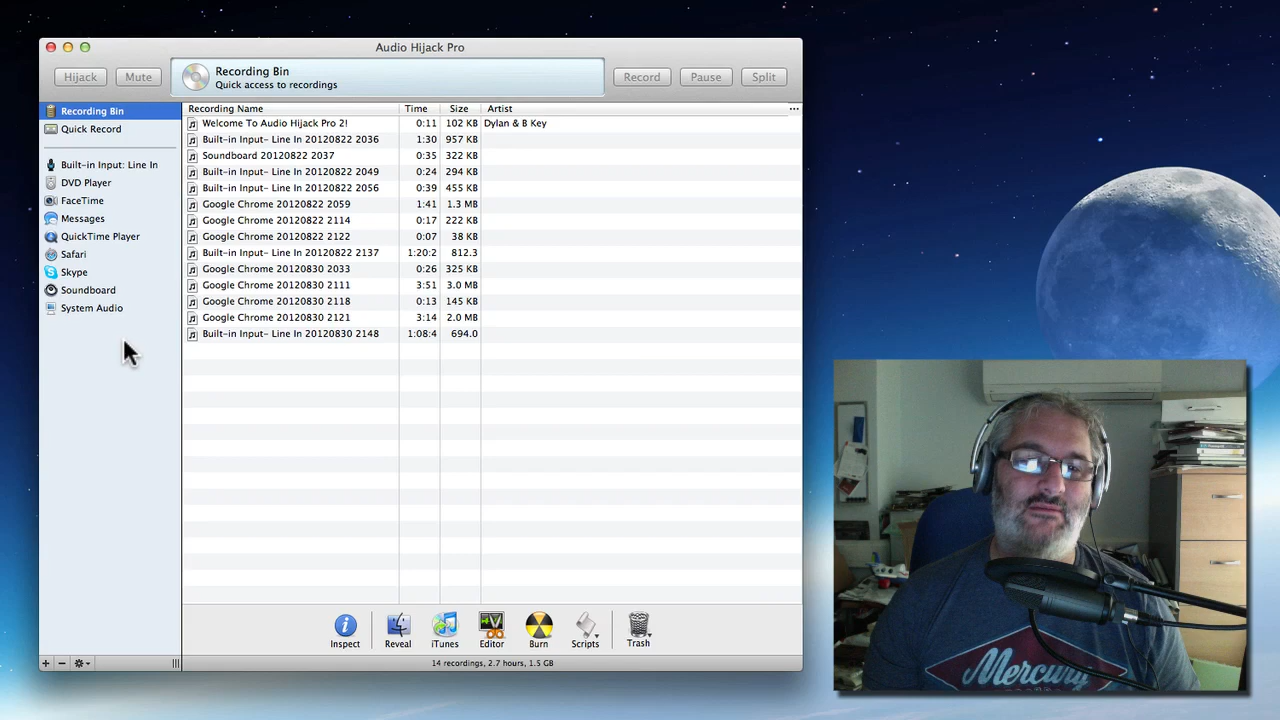 Audio Hijack Pro
Hijack
Mute
Recording Bin
Quick access to recordings
Record
Pause
Split
Recording Bin
Quick Record
Built-in Input: Line In
DVD Player
FaceTime
Messages
QuickTime Player
Safari
Skype
Soundboard
System Audio
Recording Name Time Size Artist ...
Welcome To Audio Hijack Pro 2! 0:11 102 KB Dylan & B Key
Built-in Input- Line In 20120822 2036 1:30 957 KB
Soundboard 20120822 2037 0:35 322 KB
Built-in Input- Line In 20120822 2049 0:24 294 KB
Built-in Input- Line In 20120822 2056 0:39 455 KB
Google Chrome 20120822 2059 1:41 1.3 MB
Google Chrome 20120822 2114 0:17 222 KB
Google Chrome 20120822 2122 0:07 38 KB
Built-in Input- Line In 20120822 2137 1:20:2 812.3
Google Chrome 20120830 2033 0:26 325 KB
Google Chrome 20120830 2111 3:51 3.0 MB
Google Chrome 20120830 2118 0:13 145 KB
Google Chrome 20120830 2121 3:14 2.0 MB
Built-in Input- Line In 20120830 2148 1:08:4 694.0
Inspect
Reveal
iTunes
Editor
Burn
Scripts
Trash
14 recordings, 2.7 hours, 1.5 GB
Mercury